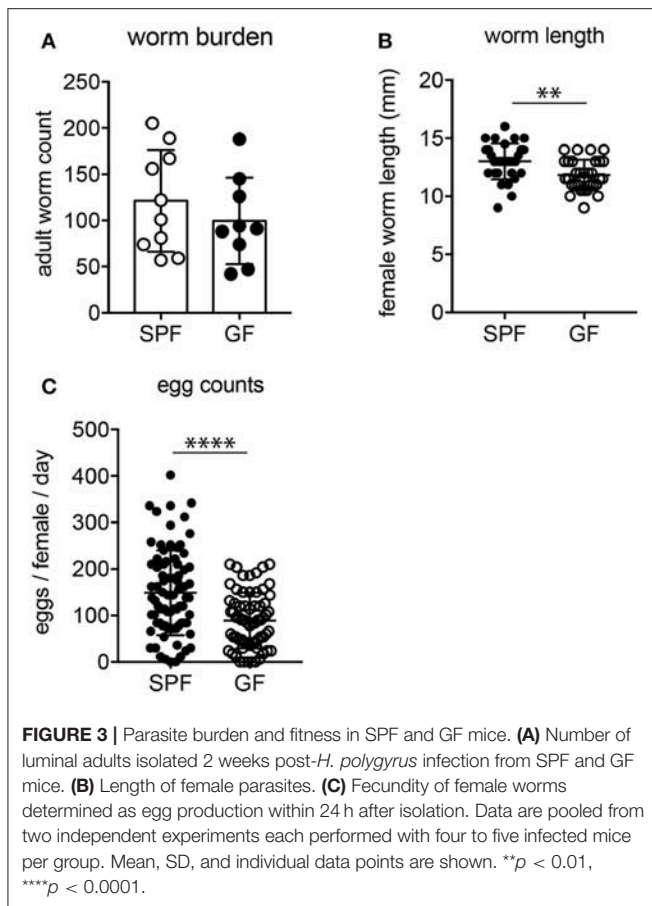 A
worm burden
adult worm count
250
200
150
100
50
0
SPF
GF
B
worm length
female worm length (mm)
20
15
10
5
0
**
SPF
GF
C
egg counts
eggs / female / day
500
400
300
200
100
0
****
SPF
GF
FIGURE 3 | Parasite burden and fitness in SPF and GF mice. (A) Number of
luminal adults isolated 2 weeks post-H. polygyrus infection from SPF and GF
mice. (B) Length of female parasites. (C) Fecundity of female worms
determined as egg production within 24 h after isolation. Data are pooled from
two independent experiments each performed with four to five infected mice
per group. Mean, SD, and individual data points are shown. **p < 0.01,
****p < 0.0001.